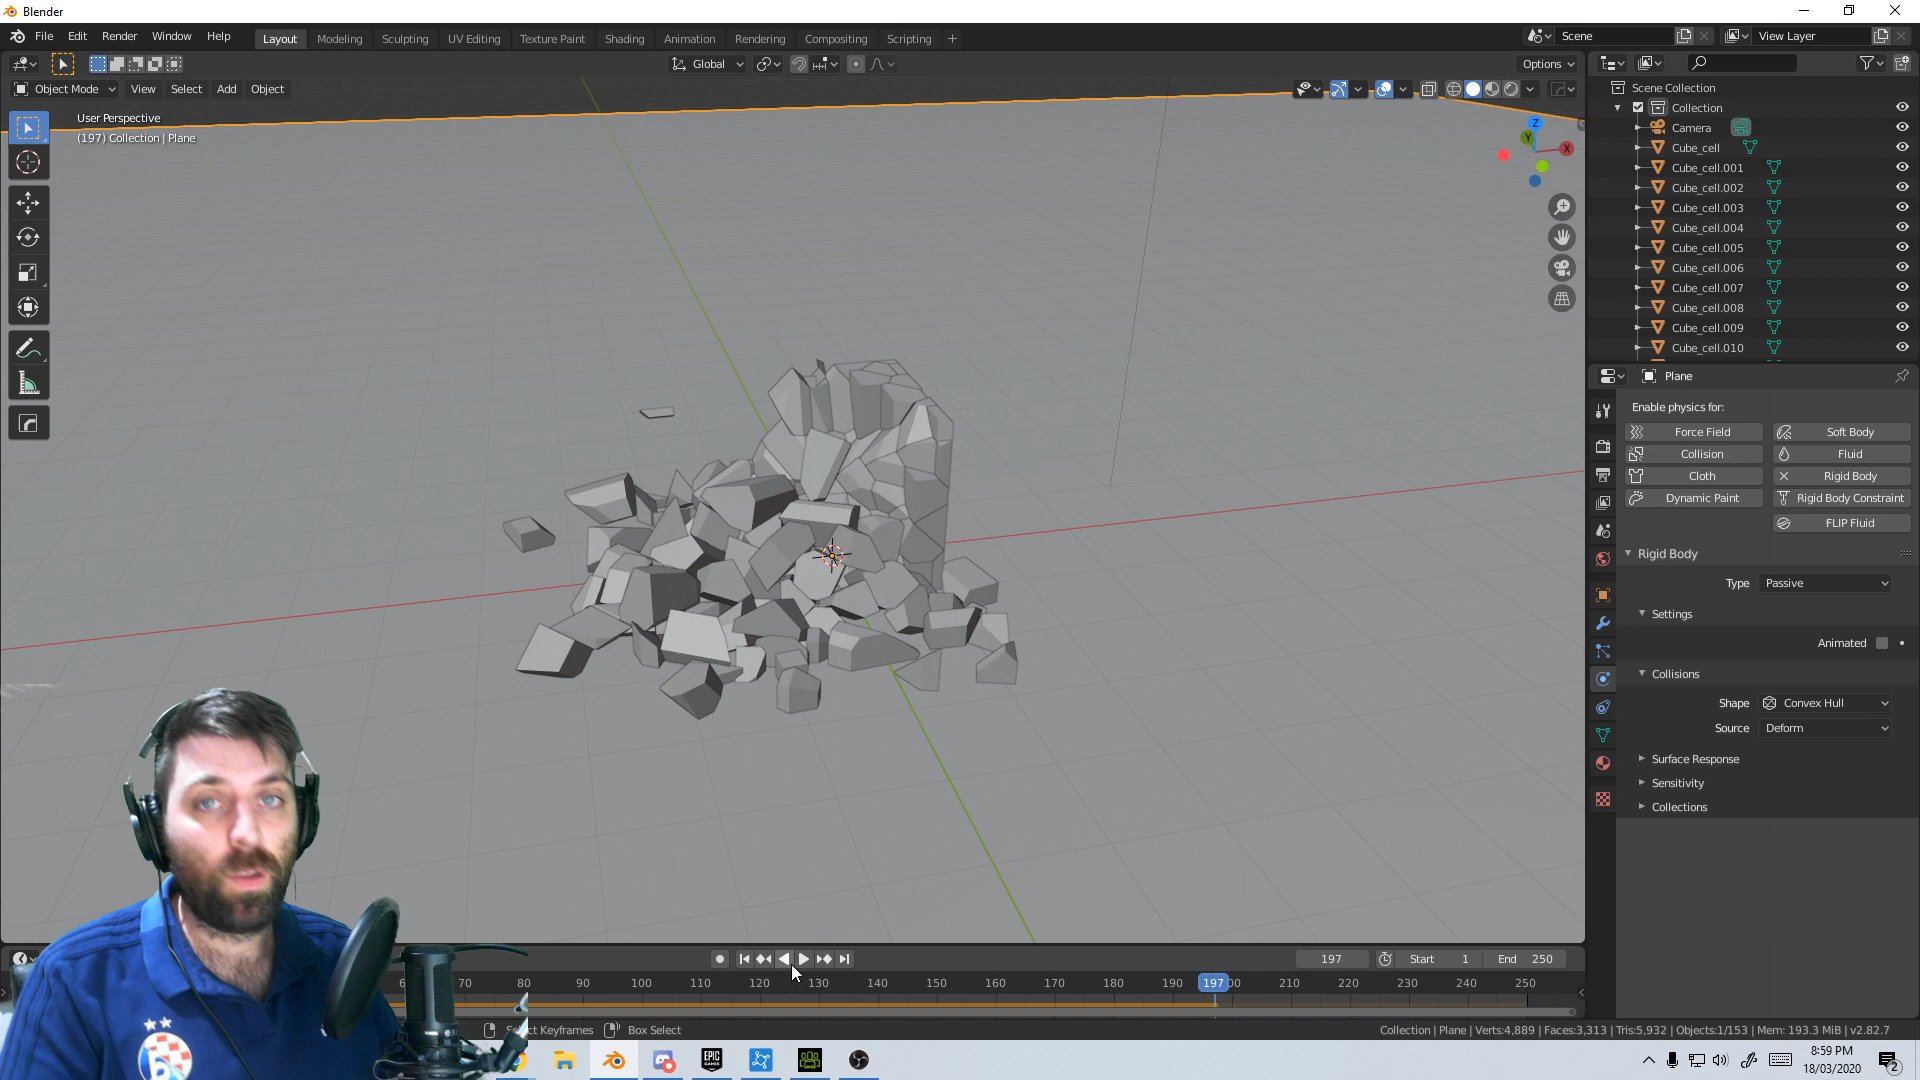 Blender
File Edit Render Window Help
Layout Modeling Sculpting UV Editing Texture Paint Shading Animation Rendering Compositing Scripting +
Scene View Layer
Global Options
Object Mode View Select Add Object
User Perspective
(197) Collection | Plane
Z
Y
X
Scene Collection
Collection
Camera
Cube_cell
Cube_cell.001
Cube_cell.002
Cube_cell.003
Cube_cell.004
Cube_cell.005
Cube_cell.006
Cube_cell.007
Cube_cell.008
Cube_cell.009
Cube_cell.010
Plane
Enable physics for:
Force Field Soft Body
Collision Fluid
Cloth Rigid Body
Dynamic Paint Rigid Body Constraint
FLIP Fluid
Rigid Body
Type Passive
Settings
Animated
Collisions
Shape Convex Hull
Source Deform
Surface Response
Sensitivity
Collections
197 Start 1 End 250
70 80 90 100 110 120 130 140 150 160 170 180 190 197 210 220 230 240 250
Keyframes Box Select
Collection | Plane | Verts:4,889 | Faces:3,313 | Tris:5,932 | Objects:1/153 | Mem: 193.3 MiB | v2.82.7
EPIC GAMES
8:59 PM
18/03/2020
2